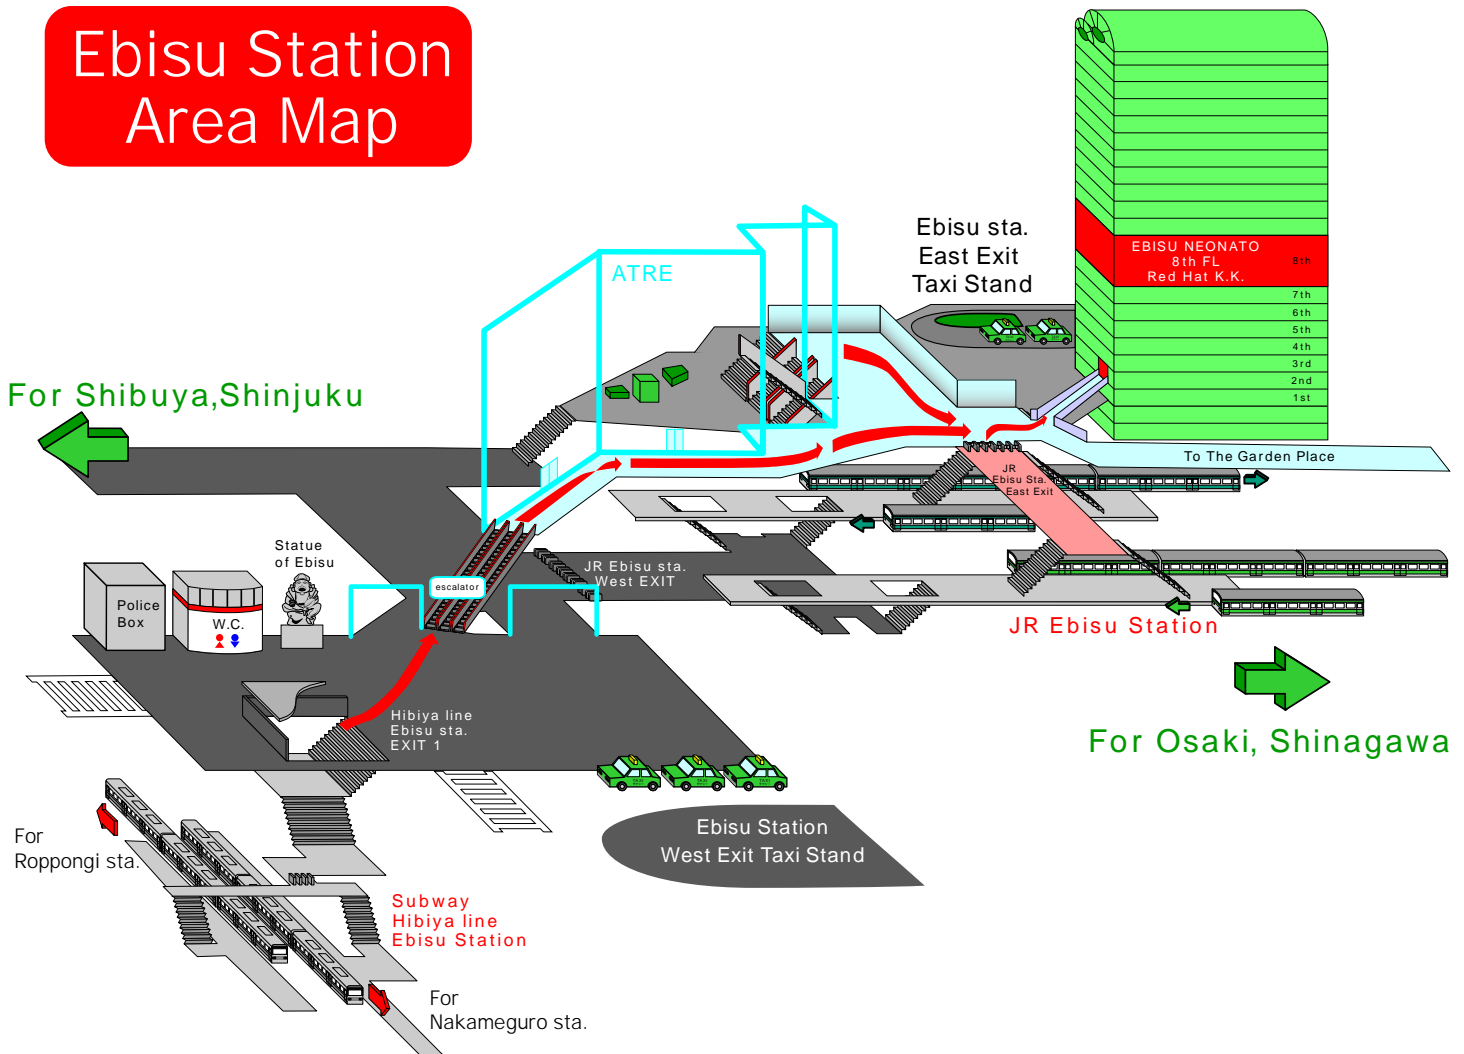 Ebisu Station
Area Map
Ebisu sta.
East Exit
Taxi Stand
EBISU NEONATO
8th FL
Red Hat K.K.
8th
7th
6th
5th
4th
3rd
2nd
1st
ATRE
For Shibuya,Shinjuku
To The Garden Place
JR
Ebisu Sta.
East Exit
Statue
of Ebisu
JR Ebisu sta.
West EXIT
escalator
Police
Box
W.C.
JR Ebisu Station
Hibiya line
Ebisu sta.
EXIT 1
For Osaki, Shinagawa
TAXI
TAXI
TAXI
Ebisu Station
West Exit Taxi Stand
For
Roppongi sta.
Subway
Hibiya line
Ebisu Station
For
Nakameguro sta.